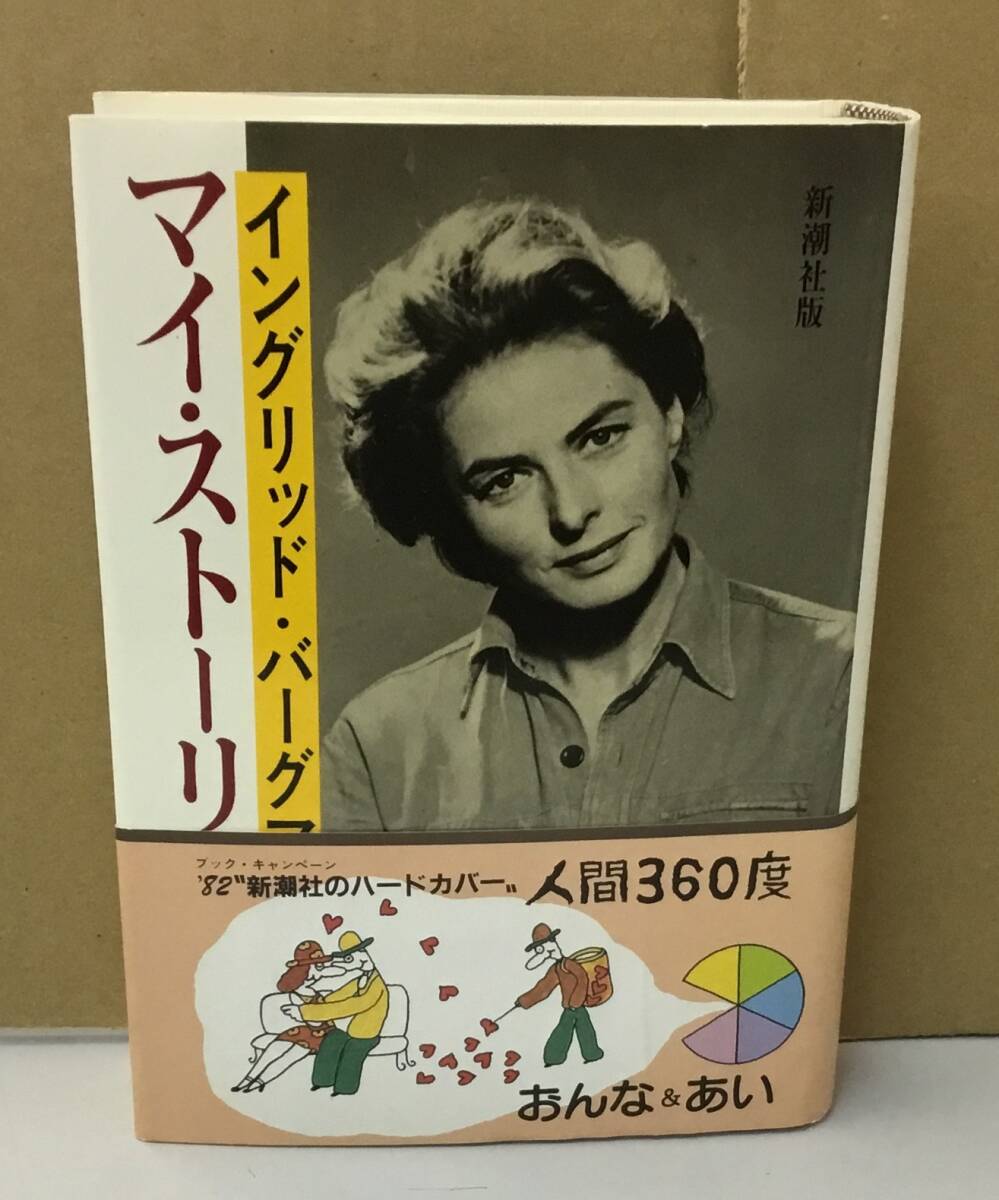 新潮社版
イングリッド・バーグマ
マイ・ストーリ
ブック・キャンペーン
'82"新潮社のハードカバー"
人間360度
おんな&あい